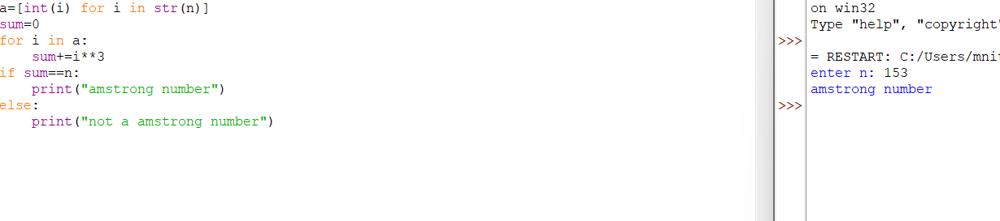 a=[int(i) for i in str(n)]
sum=0
for i in a:
    sum+=i**3
if sum==n:
    print("amstrong number")
else:
    print("not a amstrong number")
on win32
Type "help", "copyright"
>>>
= RESTART: C:/Users/mnit
enter n: 153
amstrong number
>>>